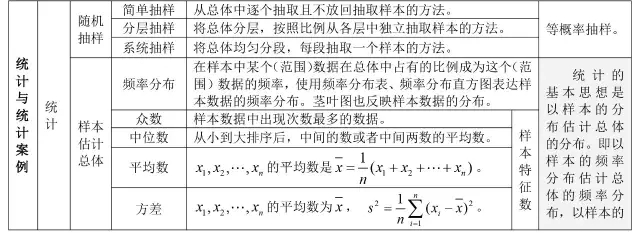 统计与统计案例
统计
随机
抽样
简单抽样
从总体中逐个抽取且不放回抽取样本的方法。
分层抽样
将总体分层，按照比例从各层中独立抽取样本的方法。
系统抽样
将总体均匀分段，每段抽取一个样本的方法。
等概率抽样。
样本
估计
总体
频率分布
在样本中某个(范围)数据在总体中占有的比例成为这个(范
围）数据的频率，使用频率分布表、频率分布直方图表达样
本数据的频率分布。茎叶图也反映样本数据的分布。
众数
样本数据中出现次数最多的数据。
中位数
从小到大排序后，中间的数或者中间两数的平均数。
平均数
x₁,x₂,⋯,xₙ 的平均数是 x̄ = 1/n (x₁ + x₂ + ⋯ + xₙ) 。
方差
x₁,x₂,⋯,xₙ 的平均数为 x̄， s² = 1/n ∑ⁿᵢ₌₁ (xᵢ − x̄)² 。
样本特征数
统计的
基本思想是
以样本的分
布估计总体
的分布。即以
样本的频率
分布估计总
体的频率分
布，以样本的